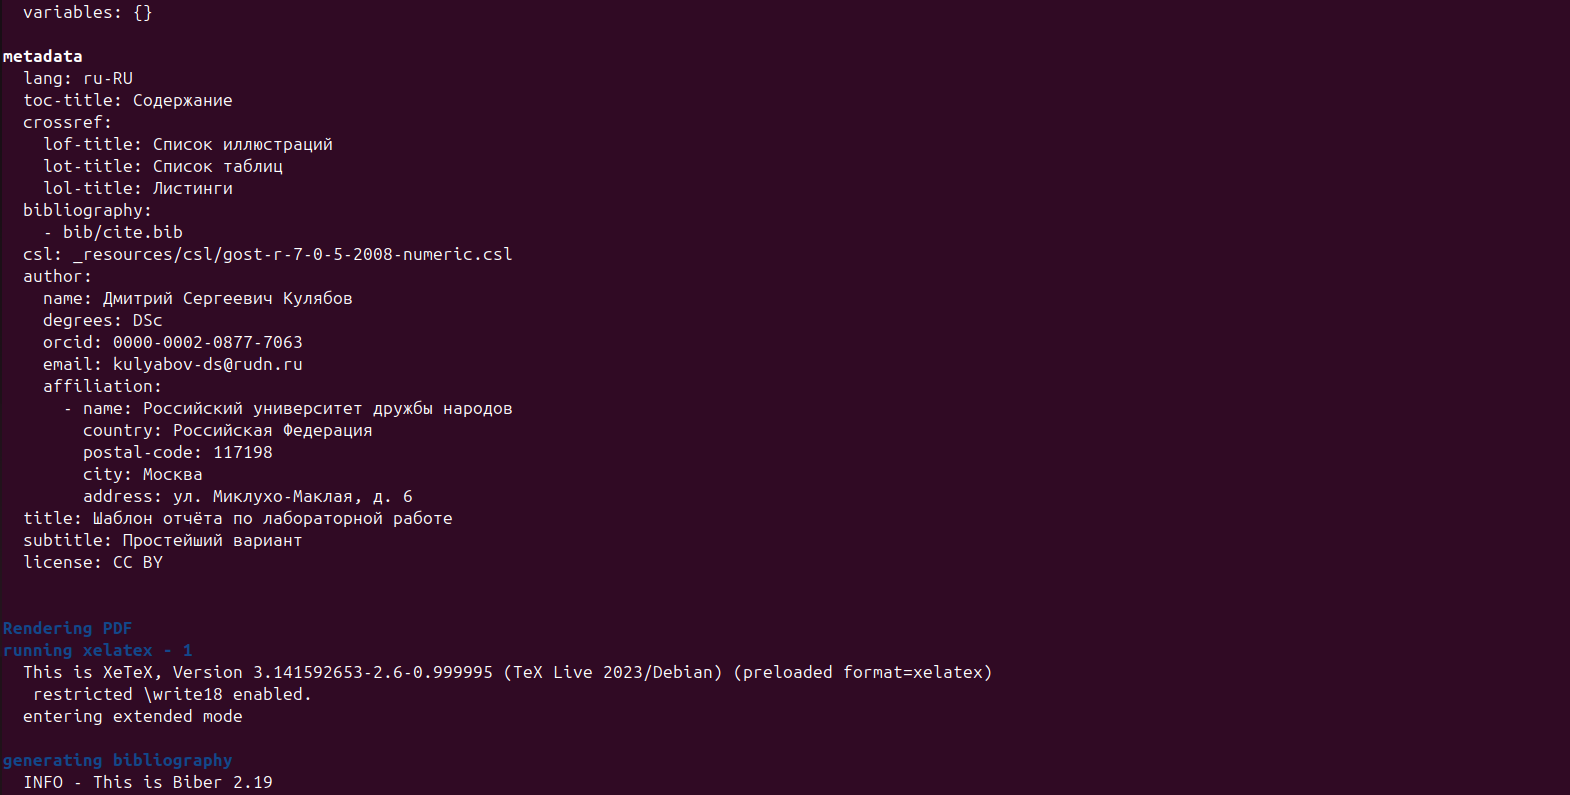 variables: {}
metadata
lang: ru-RU
toc-title: Содержание
crossref:
lof-title: Список иллюстраций
lot-title: Список таблиц
lol-title: Листинги
bibliography:
- bib/cite.bib
csl: _resources/csl/gost-r-7-0-5-2008-numeric.csl
author:
name: Дмитрий Сергеевич Кулябов
degrees: DSc
orcid: 0000-0002-0877-7063
email: kulyabov-ds@rudn.ru
affiliation:
- name: Российский университет дружбы народов
country: Российская Федерация
postal-code: 117198
city: Москва
address: ул. Миклухо-Маклая, д. 6
title: Шаблон отчёта по лабораторной работе
subtitle: Простейший вариант
license: CC BY
Rendering PDF
running xelatex - 1
This is XeTeX, Version 3.141592653-2.6-0.999995 (TeX Live 2023/Debian) (preloaded format=xelatex)
restricted \write18 enabled.
entering extended mode
generating bibliography
INFO - This is Biber 2.19